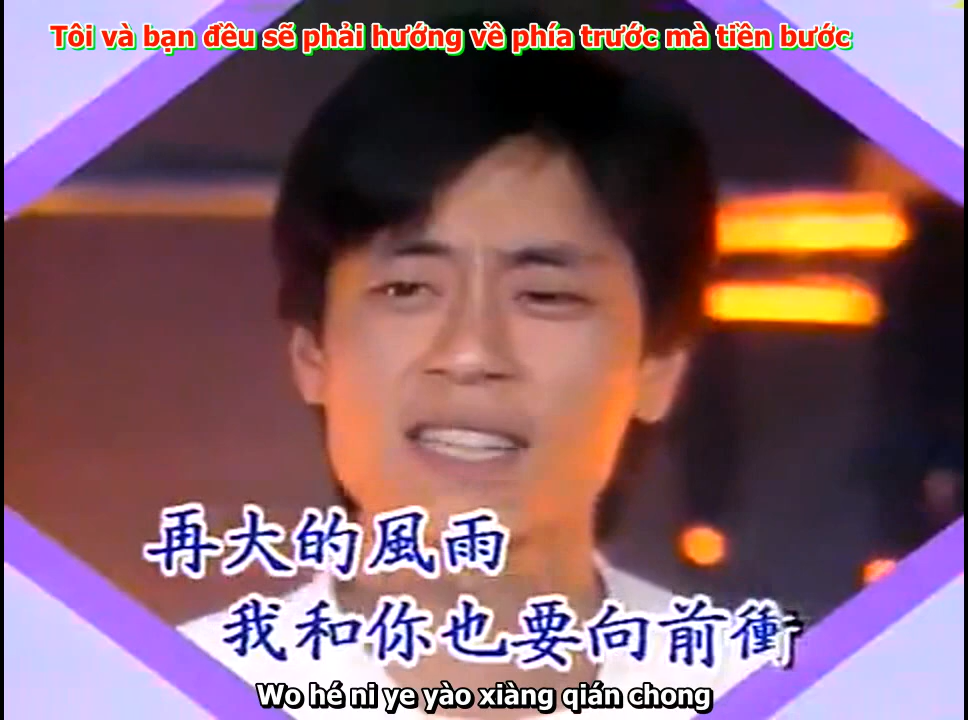 Tôi và bạn đều sẽ phải hướng về phía trước mà tiền bước
再大的風雨
我和你也要向前衝
Wo hé ni ye yào xiàng qián chong